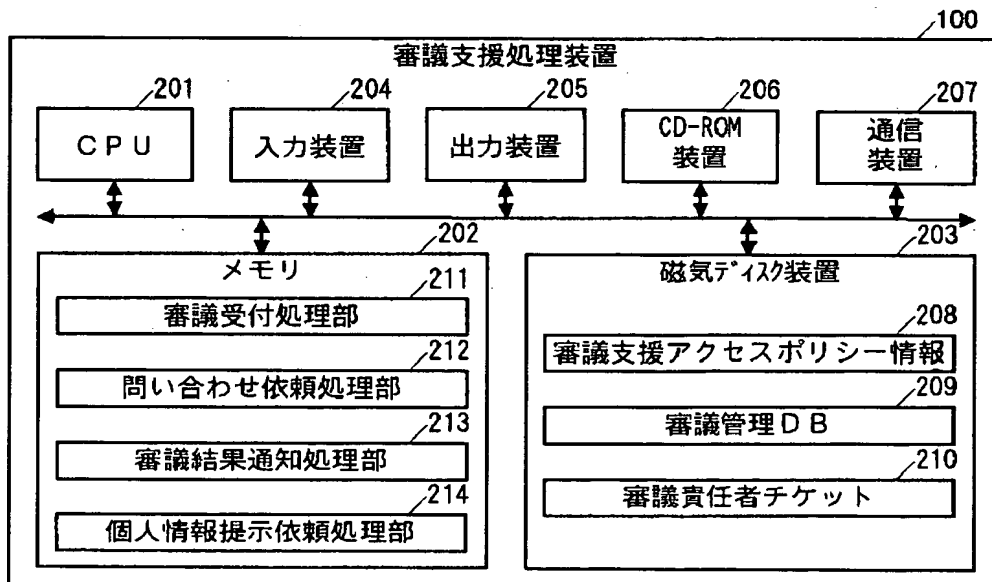 100
審議支援処理装置
201
CPU
204
入力装置
205
出力装置
206
CD-ROM
装置
207
通信
装置
202
メモリ
211
審議受付処理部
212
問い合わせ依頼処理部
213
審議結果通知処理部
214
個人情報提示依頼処理部
203
磁気ディスク装置
208
審議支援アクセスポリシー情報
209
審議管理DB
210
審議責任者チケット